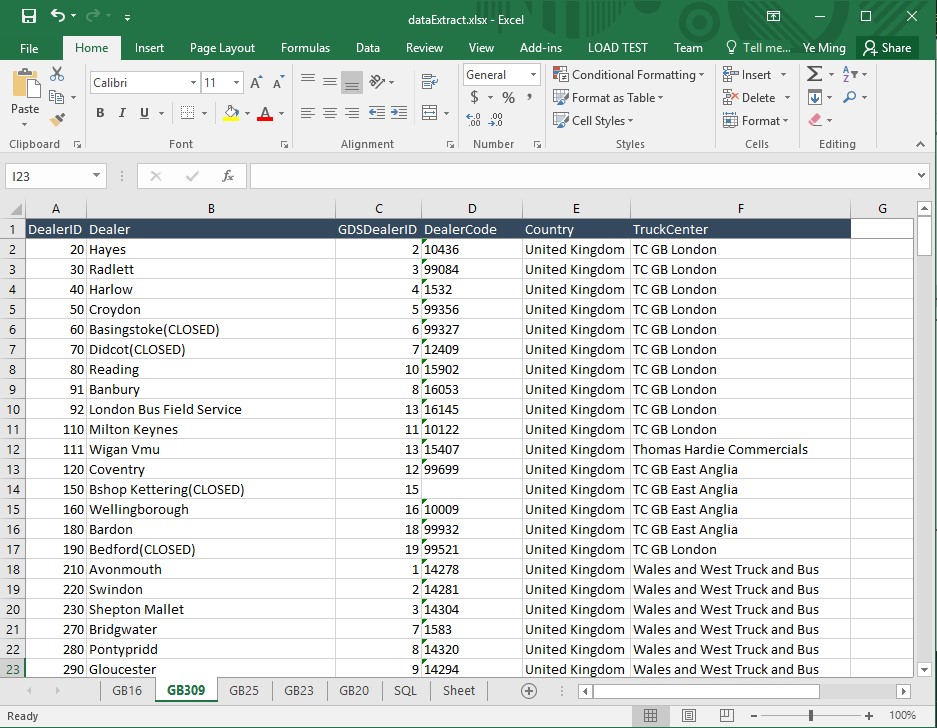 dataExtract.xlsx - Excel
File Home Insert Page Layout Formulas Data Review View Add-ins LOAD TEST Team Tell me... Ye Ming Share
Paste
Calibri 11
B I U A A A
General
$ % ,
Conditional Formatting
Format as Table
Cell Styles
Insert
Delete
Format
Clipboard Font Alignment Number Styles Cells Editing
I23 fx
A B C D E F G
1 DealerID Dealer GDSDealerID DealerCode Country TruckCenter
2 20 Hayes 2 10436 United Kingdom TC GB London
3 30 Radlett 3 99084 United Kingdom TC GB London
4 40 Harlow 4 1532 United Kingdom TC GB London
5 50 Croydon 5 99356 United Kingdom TC GB London
6 60 Basingstoke(CLOSED) 6 99327 United Kingdom TC GB London
7 70 Didcot(CLOSED) 7 12409 United Kingdom TC GB London
8 80 Reading 10 15902 United Kingdom TC GB London
9 91 Banbury 8 16053 United Kingdom TC GB London
10 92 London Bus Field Service 13 16145 United Kingdom TC GB London
11 110 Milton Keynes 11 10122 United Kingdom TC GB London
12 111 Wigan Vmu 13 15407 United Kingdom Thomas Hardie Commercials
13 120 Coventry 12 99699 United Kingdom TC GB East Anglia
14 150 Bshop Kettering(CLOSED) 15 United Kingdom TC GB East Anglia
15 160 Wellingborough 16 10009 United Kingdom TC GB East Anglia
16 180 Bardon 18 99932 United Kingdom TC GB East Anglia
17 190 Bedford(CLOSED) 19 99521 United Kingdom TC GB London
18 210 Avonmouth 1 14278 United Kingdom Wales and West Truck and Bus
19 220 Swindon 2 14281 United Kingdom Wales and West Truck and Bus
20 230 Shepton Mallet 3 14304 United Kingdom Wales and West Truck and Bus
21 270 Bridgwater 7 1583 United Kingdom Wales and West Truck and Bus
22 280 Pontypridd 8 14320 United Kingdom Wales and West Truck and Bus
23 290 Gloucester 9 14294 United Kingdom Wales and West Truck and Bus
GB16 GB309 GB25 GB23 GB20 SQL Sheet
Ready 100%